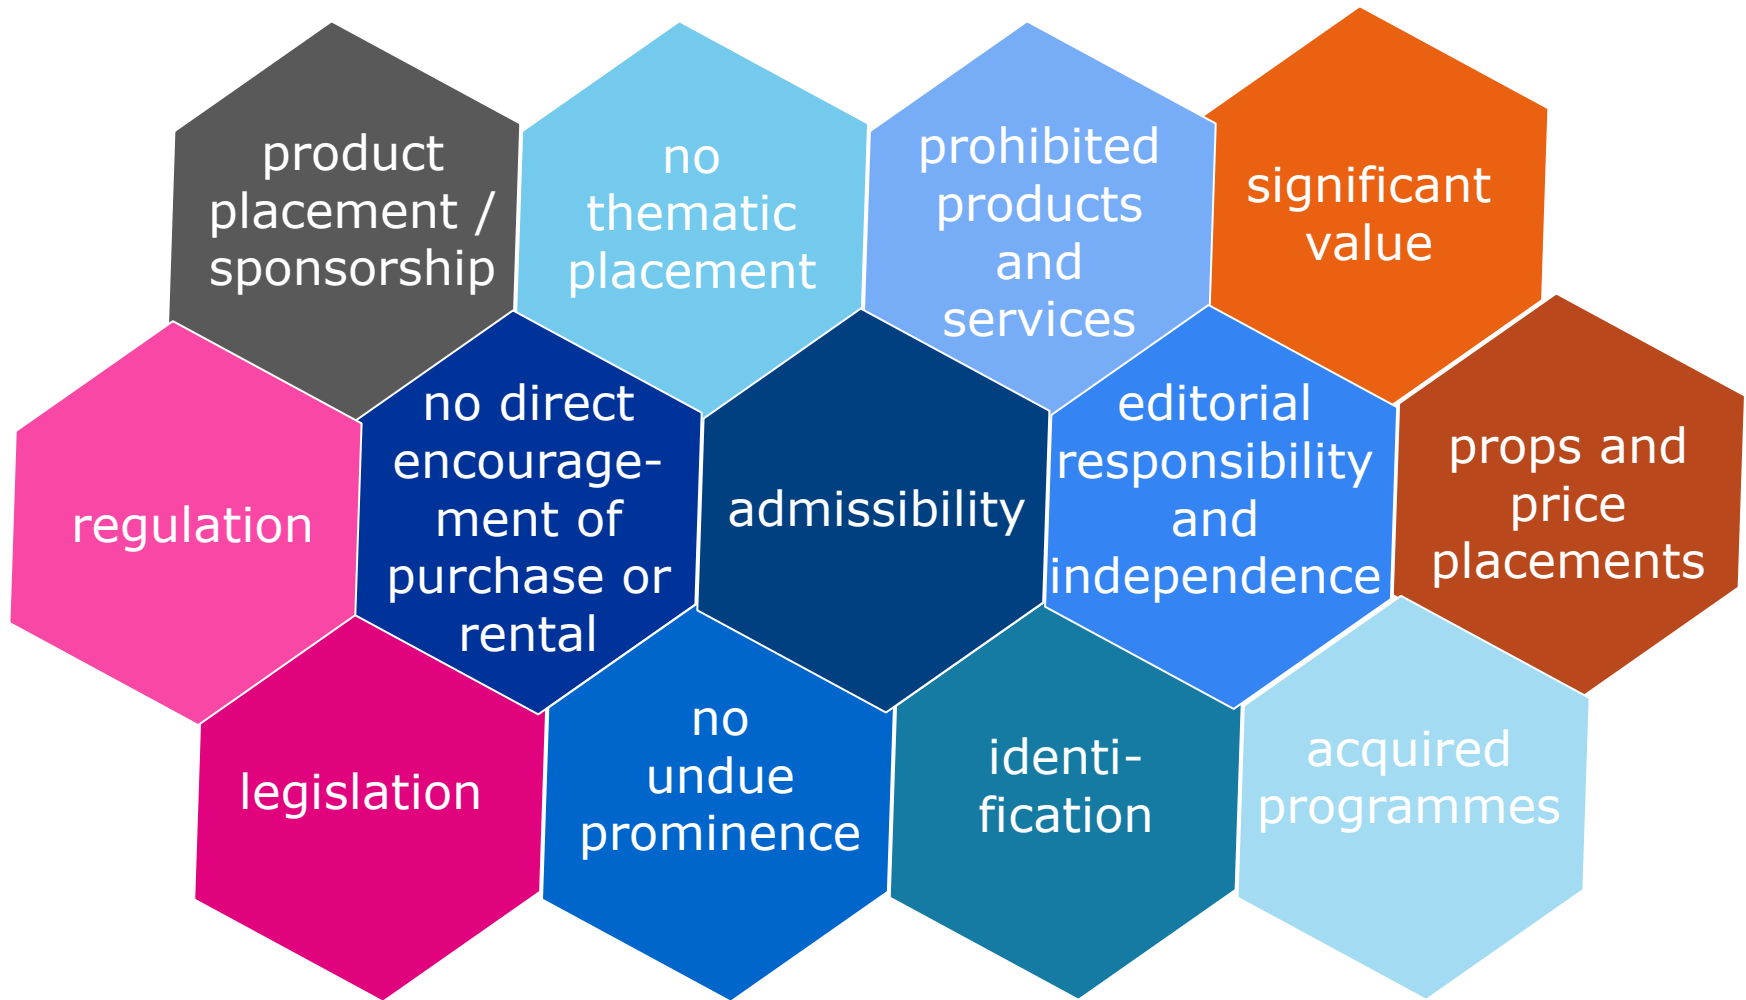 product
placement /
sponsorship
no
thematic
placement
prohibited
products
and
services
significant
value
regulation
no direct
encourage-
ment of
purchase or
rental
admissibility
editorial
responsibility
and
independence
props and
price
placements
legislation
no
undue
prominence
identi-
fication
acquired
programmes